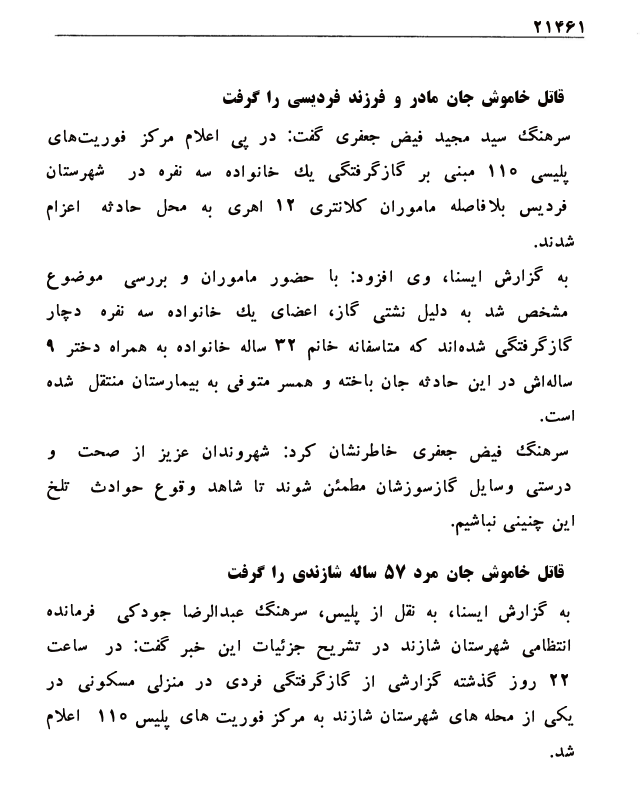 ۲۱۴۶۱
قاتل خاموش جان مادر و فرزند فردیسی را گرفت
سرهنگ سید مجید فیض جعفری گفت: در پی اعلام مرکز فوریت‌های
پلیسی ۱۱۰ مبنی بر گازگرفتگی یك خانواده سه نفره در شهرستان
فردیس بلافاصله ماموران کلانتری ۱۲ اهری به محل حادثه اعزام
شدند.
به گزارش ایسنا، وی افزود: با حضور ماموران و بررسی موضوع
مشخص شد به دلیل نشتی گاز، اعضای یك خانواده سه نفره دچار
گازگرفتگی شده‌اند که متاسفانه خانم ۳۲ ساله خانواده به همراه دختر ۹
ساله‌اش در این حادثه جان باخته و همسر متوفی به بیمارستان منتقل شده
است.
سرهنگ فیض جعفری خاطرنشان کرد: شهروندان عزیز از صحت و
درستی وسایل گازسوزشان مطمئن شوند تا شاهد وقوع حوادث تلخ
این چنینی نباشیم.
قاتل خاموش جان مرد ۵۷ ساله شازندی را گرفت
به گزارش ایسنا، به نقل از پلیس، سرهنگ عبدالرضا جودکی فرمانده
انتظامی شهرستان شازند در تشریح جزئیات این خبر گفت: در ساعت
۲۲ روز گذشته گزارشی از گازگرفتگی فردی در منزلی مسکونی در
یکی از محله های شهرستان شازند به مرکز فوریت های پلیس ۱۱۰ اعلام
شد.